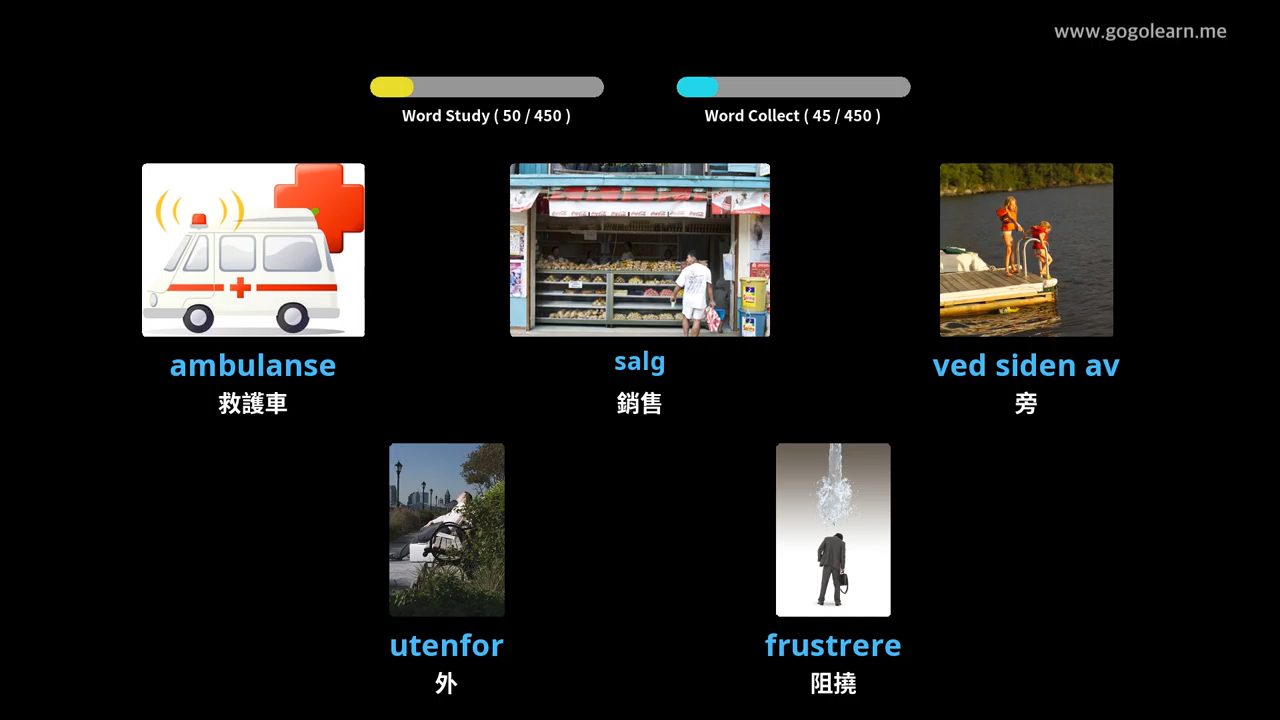 www.gogolearn.me
Word Study ( 50 / 450 )
Word Collect ( 45 / 450 )
ambulanse
救護車
salg
銷售
ved siden av
旁
utenfor
外
frustrere
阻撓